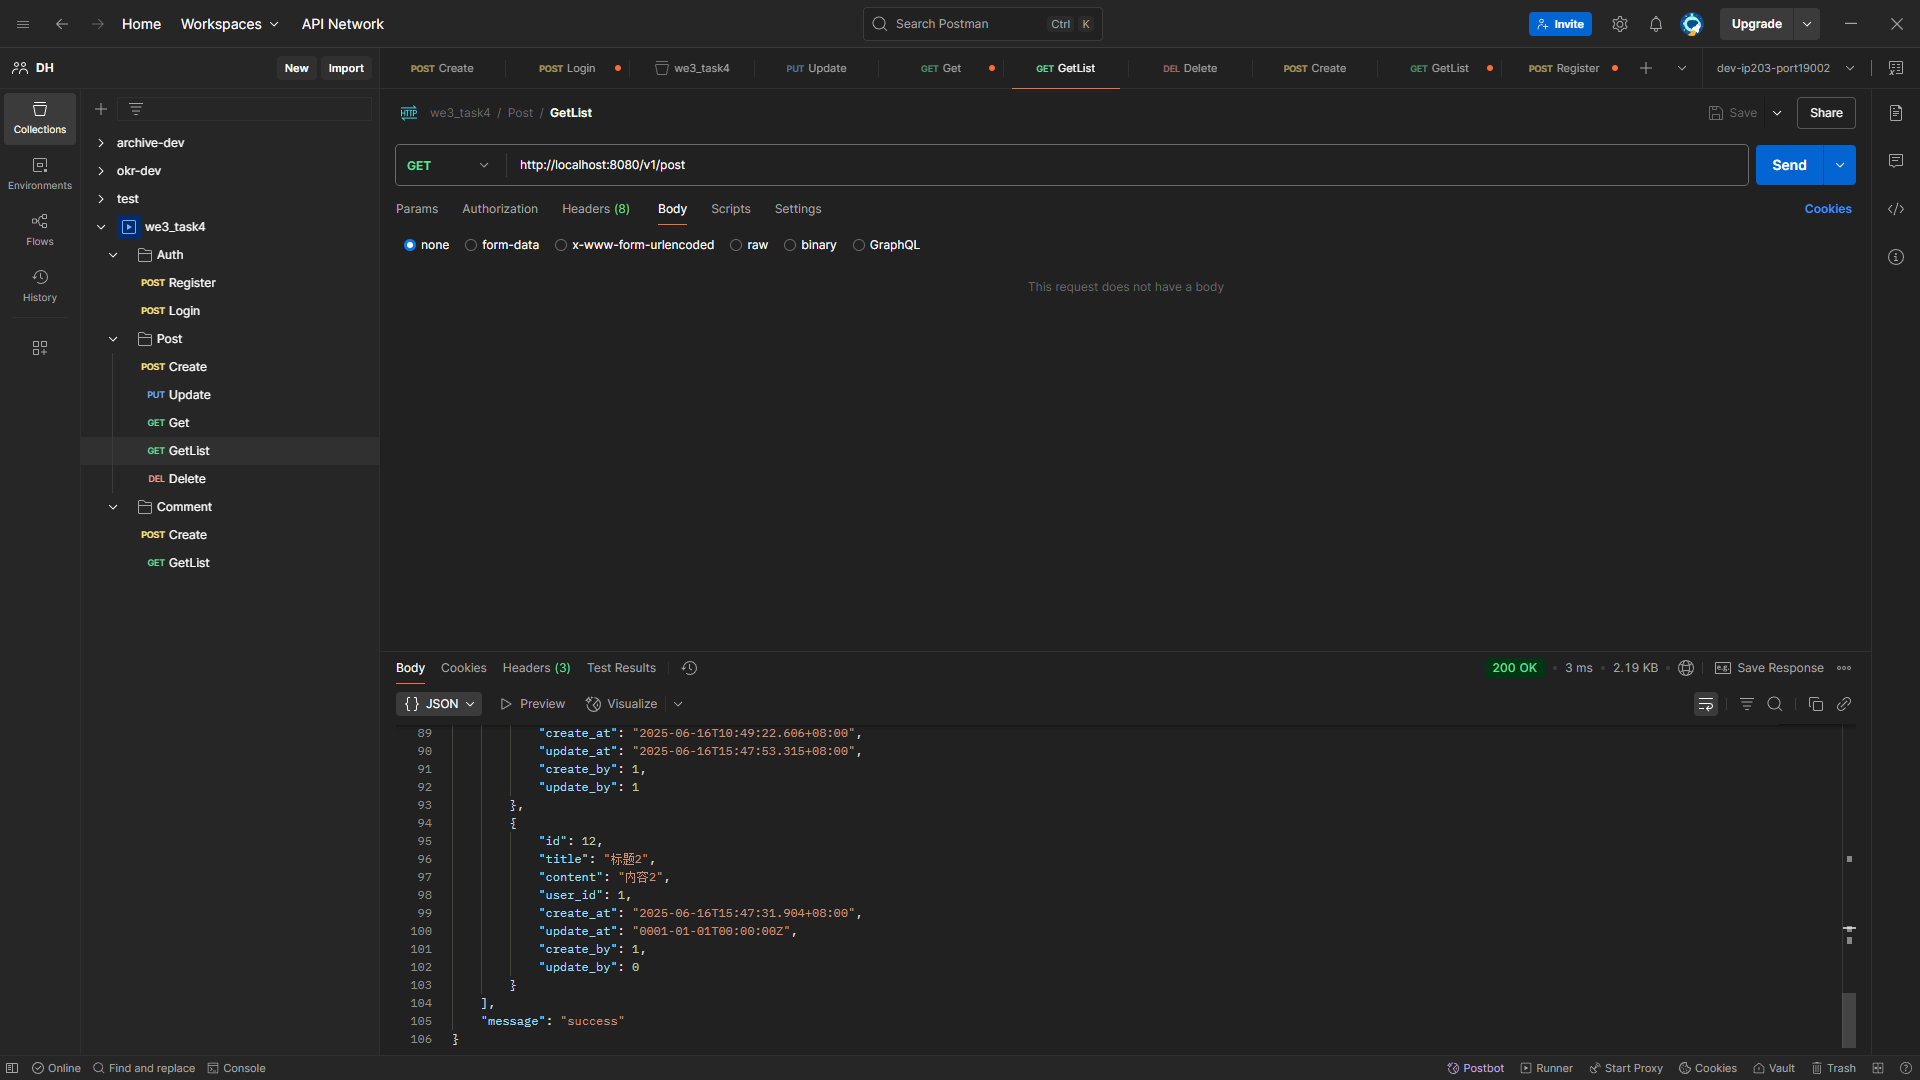 Home Workspaces API Network Search Postman Ctrl K Invite Upgrade
DH New Import
POST Create POST Login we3_task4 PUT Update GET Get GET GetList DEL Delete POST Create GET GetList POST Register dev-ip203-port19002
Collections
Environments
Flows
History
archive-dev
okr-dev
test
we3_task4
Auth
POST Register
POST Login
Post
POST Create
PUT Update
GET Get
GET GetList
DEL Delete
Comment
POST Create
GET GetList
HTTP we3_task4 / Post / GetList Save Share
GET http://localhost:8080/v1/post Send
Params Authorization Headers (8) Body Scripts Settings Cookies
none form-data x-www-form-urlencoded raw binary GraphQL
This request does not have a body
Body Cookies Headers (3) Test Results 200 OK • 3 ms • 2.19 KB e.g. Save Response
{} JSON Preview Visualize
89 "create_at": "2025-06-16T10:49:22.606+08:00",
90 "update_at": "2025-06-16T15:47:53.315+08:00",
91 "create_by": 1,
92 "update_by": 1
93 },
94 {
95 "id": 12,
96 "title": "标题2",
97 "content": "内容2",
98 "user_id": 1,
99 "create_at": "2025-06-16T15:47:31.904+08:00",
100 "update_at": "0001-01-01T00:00:00Z",
101 "create_by": 1,
102 "update_by": 0
103 }
104 ],
105 "message": "success"
106 }
Online Find and replace Console Postbot Runner Start Proxy Cookies Vault Trash